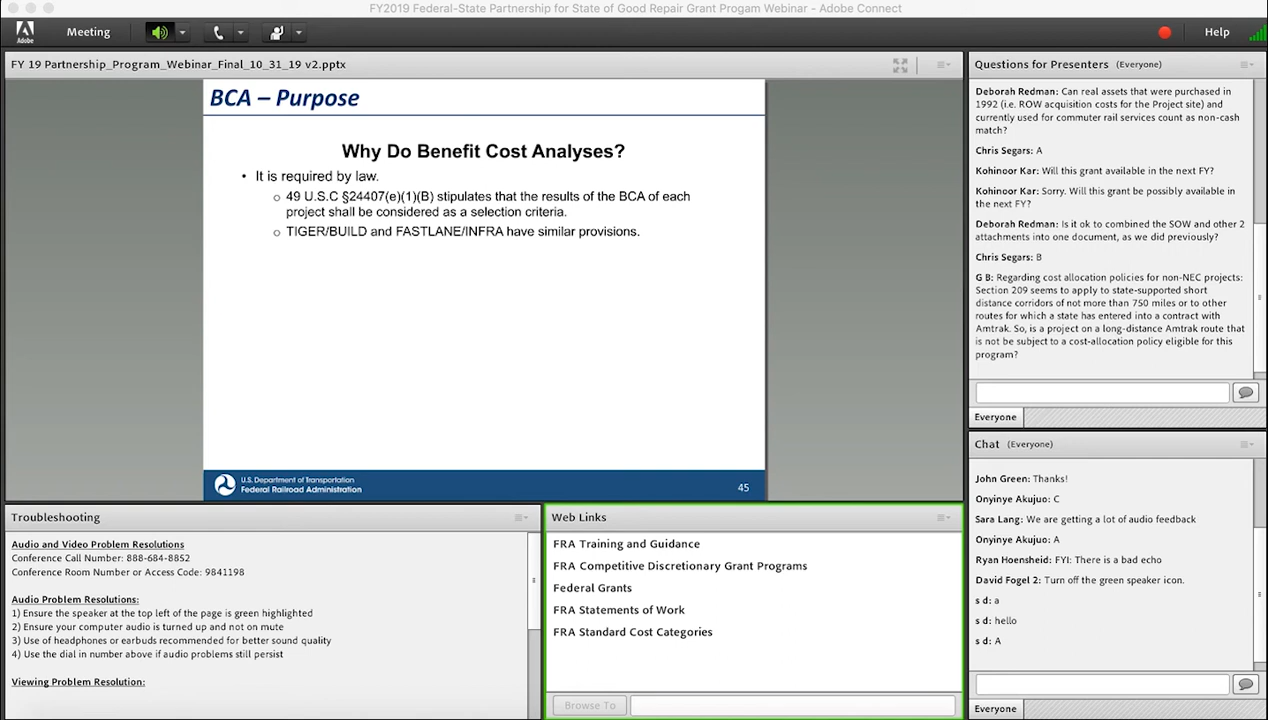 FY2019 Federal-State Partnership for State of Good Repair Grant Progam Webinar - Adobe Connect
Adobe
Meeting
Help
FY 19 Partnership_Program_Webinar_Final_10_31_19 v2.pptx
BCA – Purpose
Why Do Benefit Cost Analyses?
• It is required by law.
o 49 U.S.C §24407(e)(1)(B) stipulates that the results of the BCA of each
project shall be considered as a selection criteria.
o TIGER/BUILD and FASTLANE/INFRA have similar provisions.
U.S. Department of Transportation
Federal Railroad Administration
45
Questions for Presenters (Everyone)
Deborah Redman: Can real assets that were purchased in
1992 (i.e. ROW acquisition costs for the Project site) and
currently used for commuter rail services count as non-cash
match?
Chris Segars: A
Kohinoor Kar: Will this grant available in the next FY?
Kohinoor Kar: Sorry. Will this grant be possibly available in
the next FY?
Deborah Redman: Is it ok to combined the SOW and other 2
attachments into one document, as we did previously?
Chris Segars: B
G B: Regarding cost allocation policies for non-NEC projects:
Section 209 seems to apply to state-supported short
distance corridors of not more than 750 miles or to other
routes for which a state has entered into a contract with
Amtrak. So, is a project on a long-distance Amtrak route that
is not be subject to a cost-allocation policy eligible for this
program?
Everyone
Chat (Everyone)
John Green: Thanks!
Onyinye Akujuo: C
Sara Lang: We are getting a lot of audio feedback
Onyinye Akujuo: A
Ryan Hoensheid: FYI: There is a bad echo
David Fogel 2: Turn off the green speaker icon.
s d: a
s d: hello
s d: A
Everyone
Troubleshooting
Audio and Video Problem Resolutions
Conference Call Number: 888-684-8852
Conference Room Number or Access Code: 9841198
Audio Problem Resolutions:
1) Ensure the speaker at the top left of the page is green highlighted
2) Ensure your computer audio is turned up and not on mute
3) Use of headphones or earbuds recommended for better sound quality
4) Use the dial in number above if audio problems still persist
Viewing Problem Resolution:
Web Links
FRA Training and Guidance
FRA Competitive Discretionary Grant Programs
Federal Grants
FRA Statements of Work
FRA Standard Cost Categories
Browse To